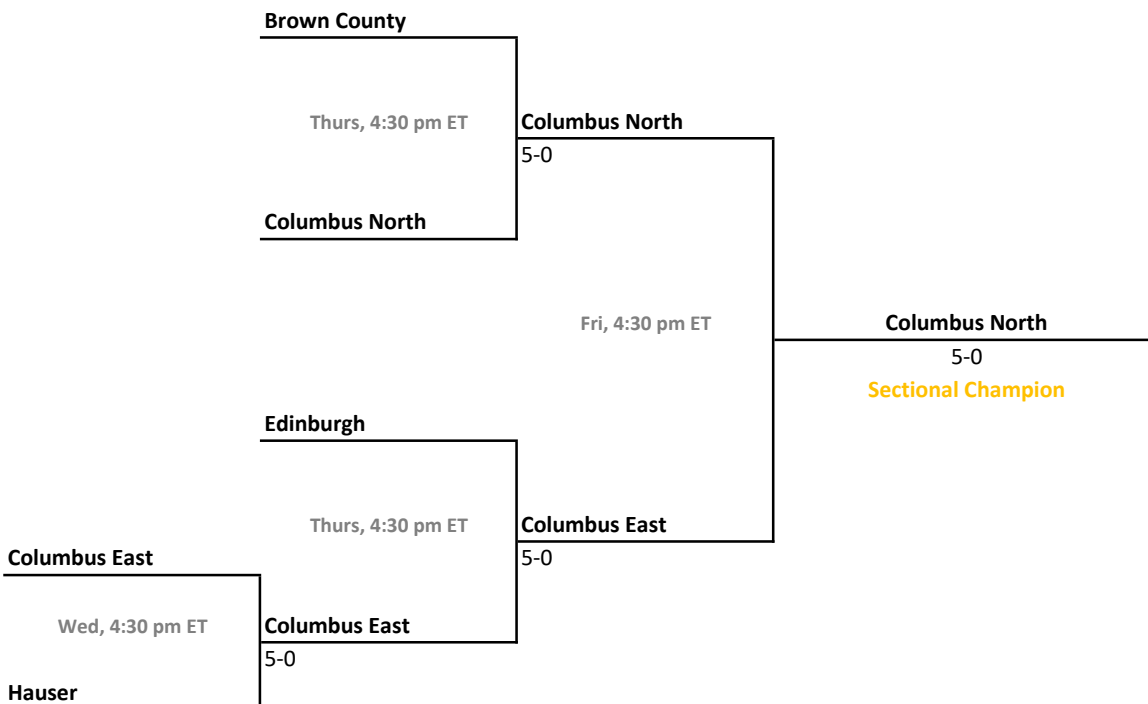 Brown County
Thurs, 4:30 pm ET
Columbus North
5-0
Columbus North
Fri, 4:30 pm ET
Columbus North
5-0
Sectional Champion
Edinburgh
Thurs, 4:30 pm ET
Columbus East
5-0
Columbus East
Wed, 4:30 pm ET
Columbus East
5-0
Hauser